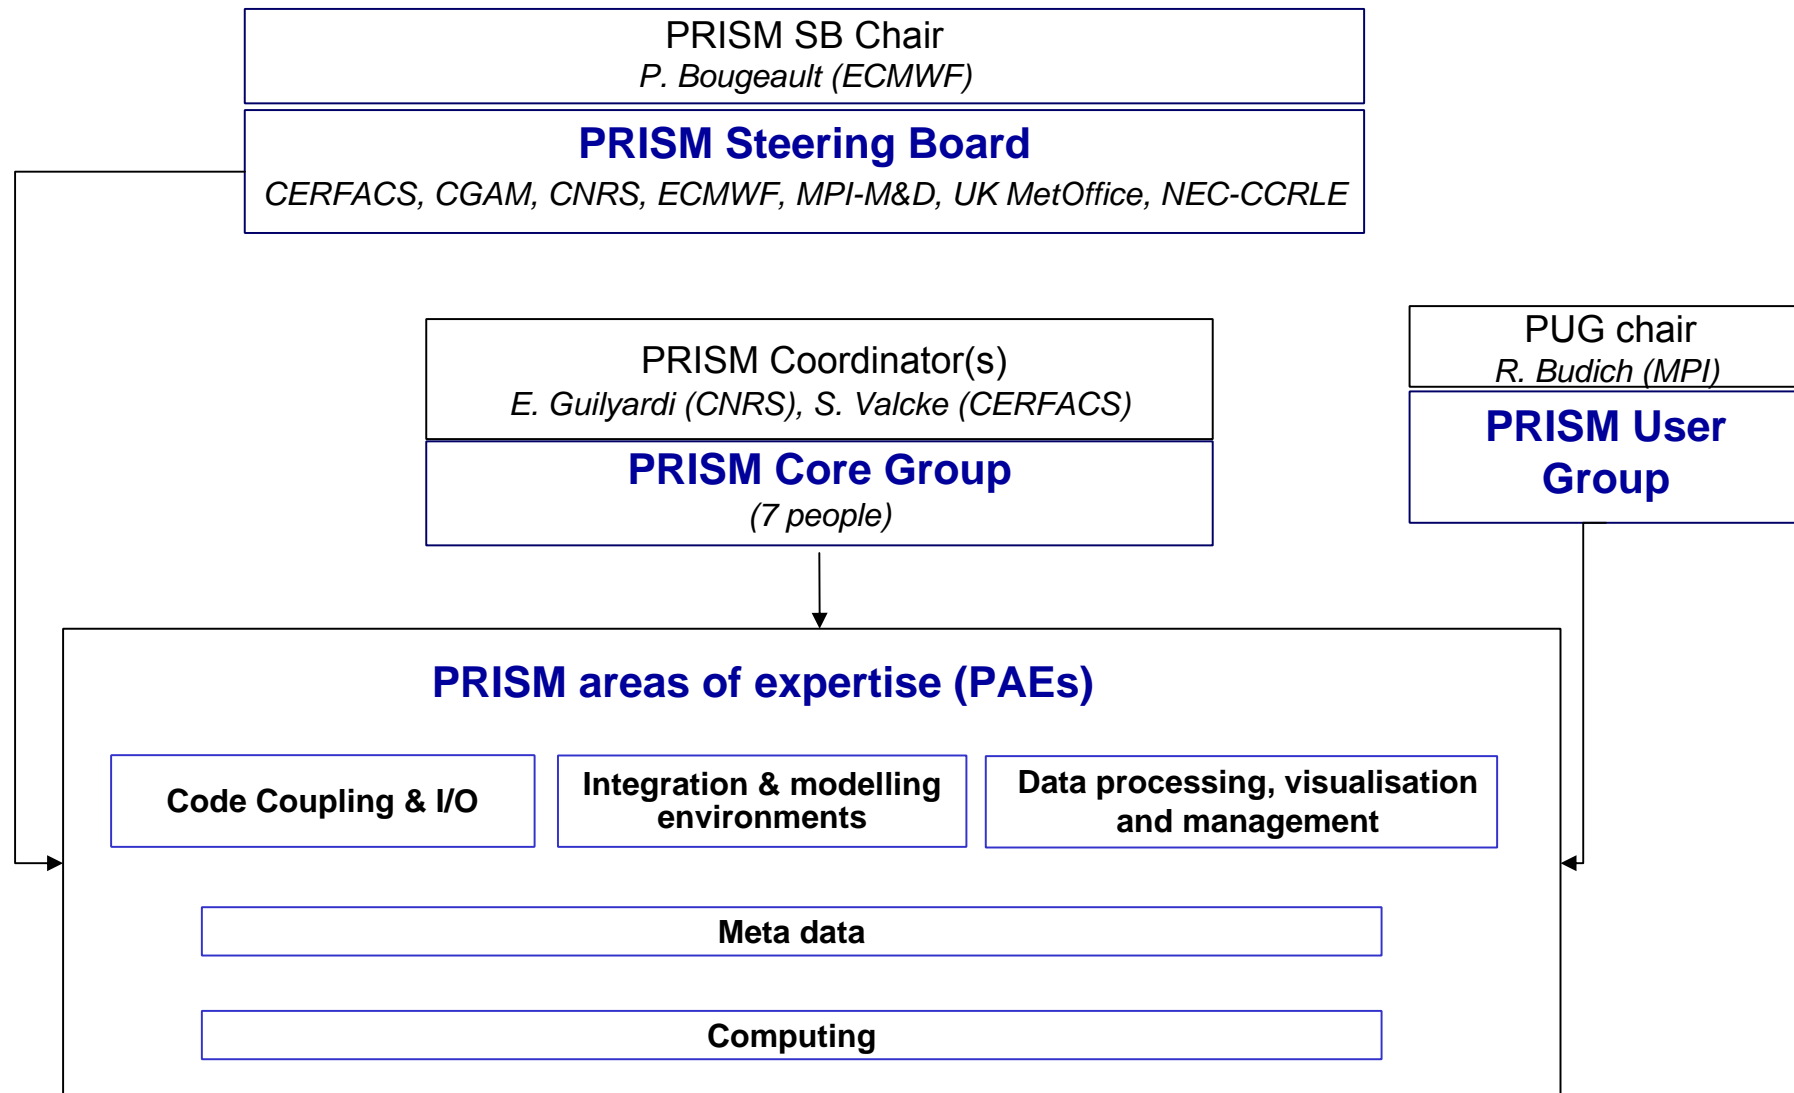 PRISM SB Chair
P. Bougeault (ECMWF)
PRISM Steering Board
CERFACS, CGAM, CNRS, ECMWF, MPI-M&D, UK MetOffice, NEC-CCRLE
PRISM Coordinator(s)
E. Guilyardi (CNRS), S. Valcke (CERFACS)
PRISM Core Group
(7 people)
PUG chair
R. Budich (MPI)
PRISM User
Group
PRISM areas of expertise (PAEs)
Code Coupling & I/O
Integration & modelling
environments
Data processing, visualisation
and management
Meta data
Computing